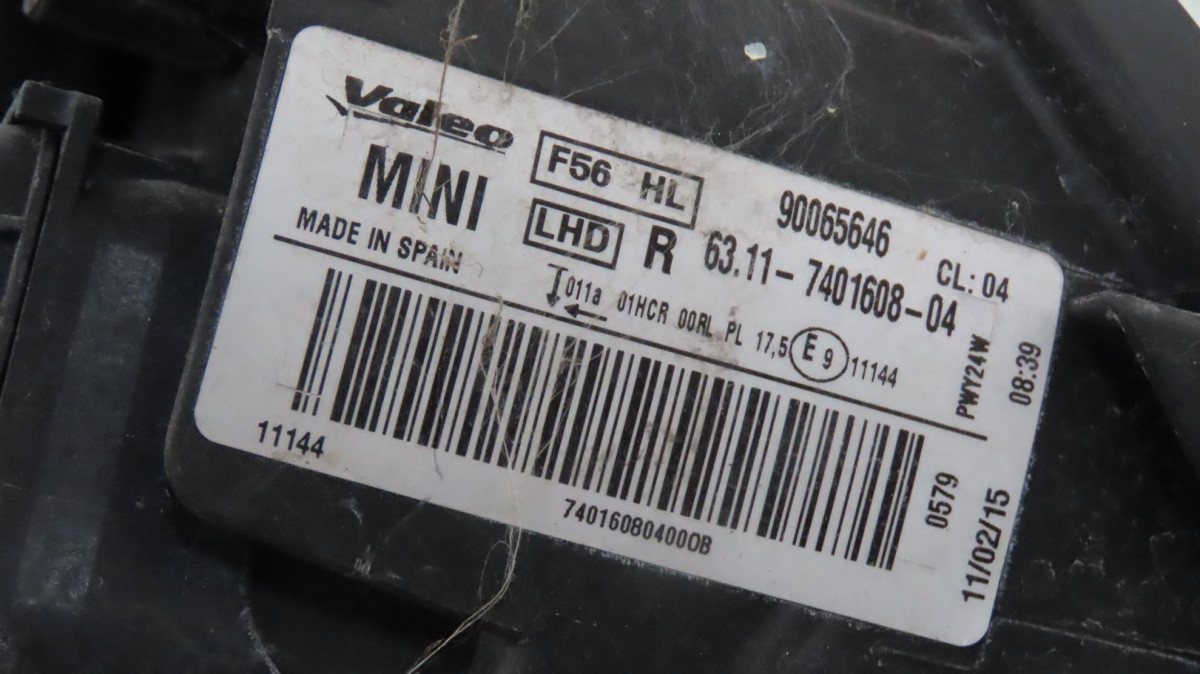 Valeo
MINI
MADE IN SPAIN
F56 HL
LHD R
90065646
63.11-7401608-04
CL: 04
011a 01HCR 00RL PL 17,5 E9 11144
PWY24W
08:39
11144
740160804000B
0579
11/02/15